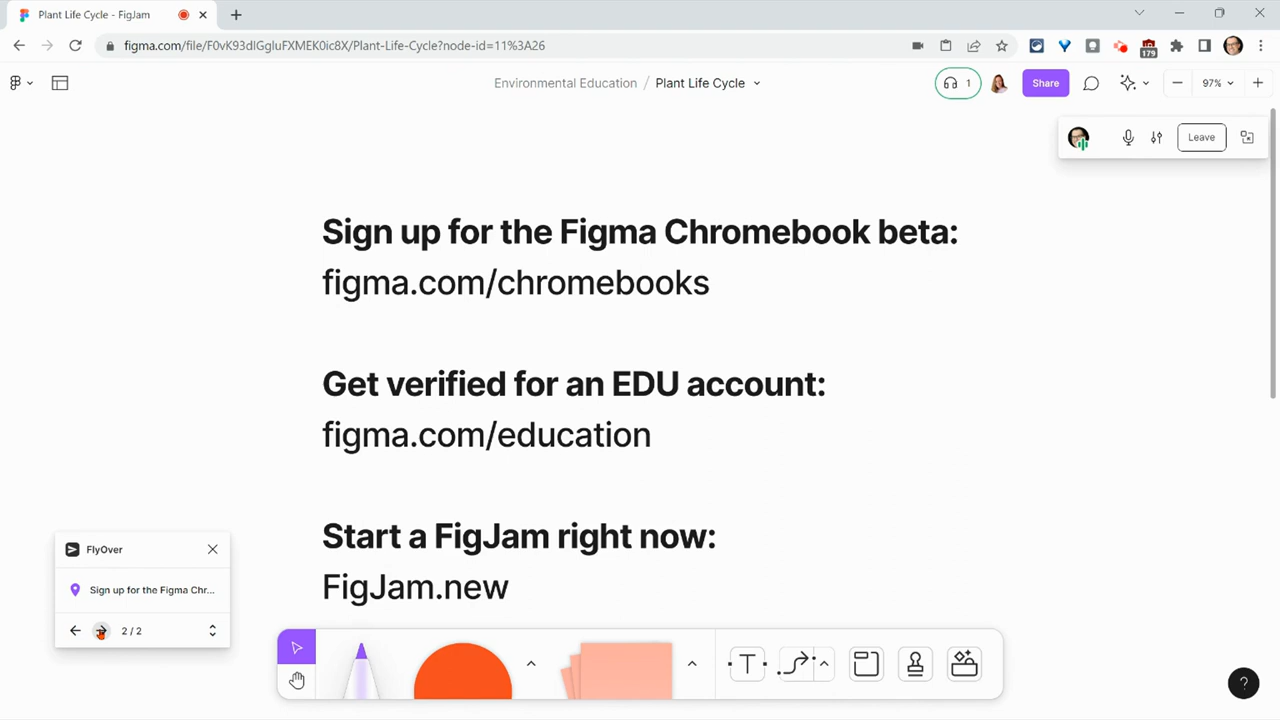 Plant Life Cycle - FigJam
figma.com/file/F0vK93dIGgluFXMEK0ic8X/Plant-Life-Cycle?node-id=11%3A26
179
Environmental Education / Plant Life Cycle
1
Share
97%
Leave
Sign up for the Figma Chromebook beta:
figma.com/chromebooks
Get verified for an EDU account:
figma.com/education
Start a FigJam right now:
FigJam.new
FlyOver
Sign up for the Figma Chr...
2 / 2
T
?